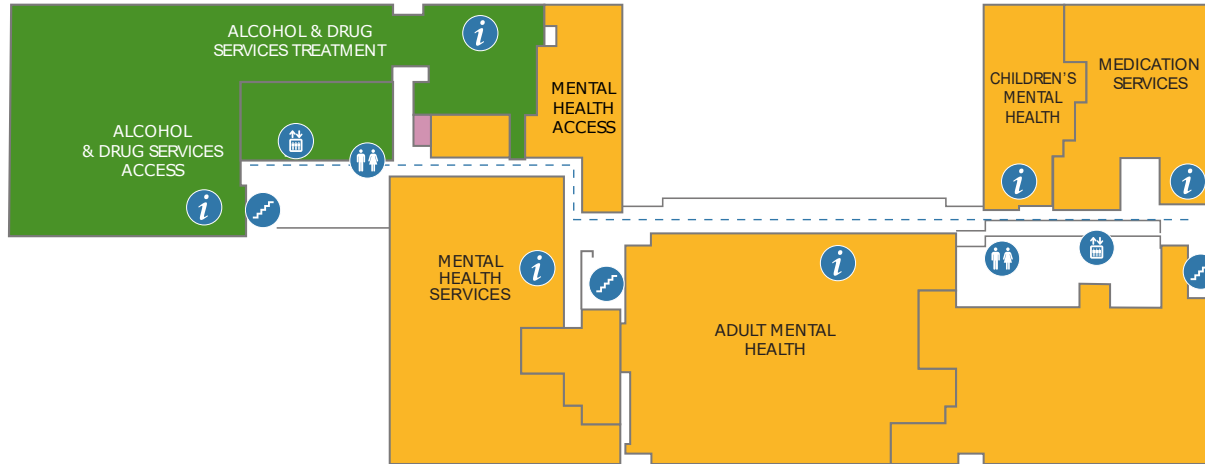 ALCOHOL & DRUG
SERVICES TREATMENT
ALCOHOL
& DRUG SERVICES
ACCESS
MENTAL
HEALTH
ACCESS
CHILDREN'S
MENTAL
HEALTH
MEDICATION
SERVICES
MENTAL
HEALTH
SERVICES
ADULT MENTAL
HEALTH
i
i
i
i
i
i